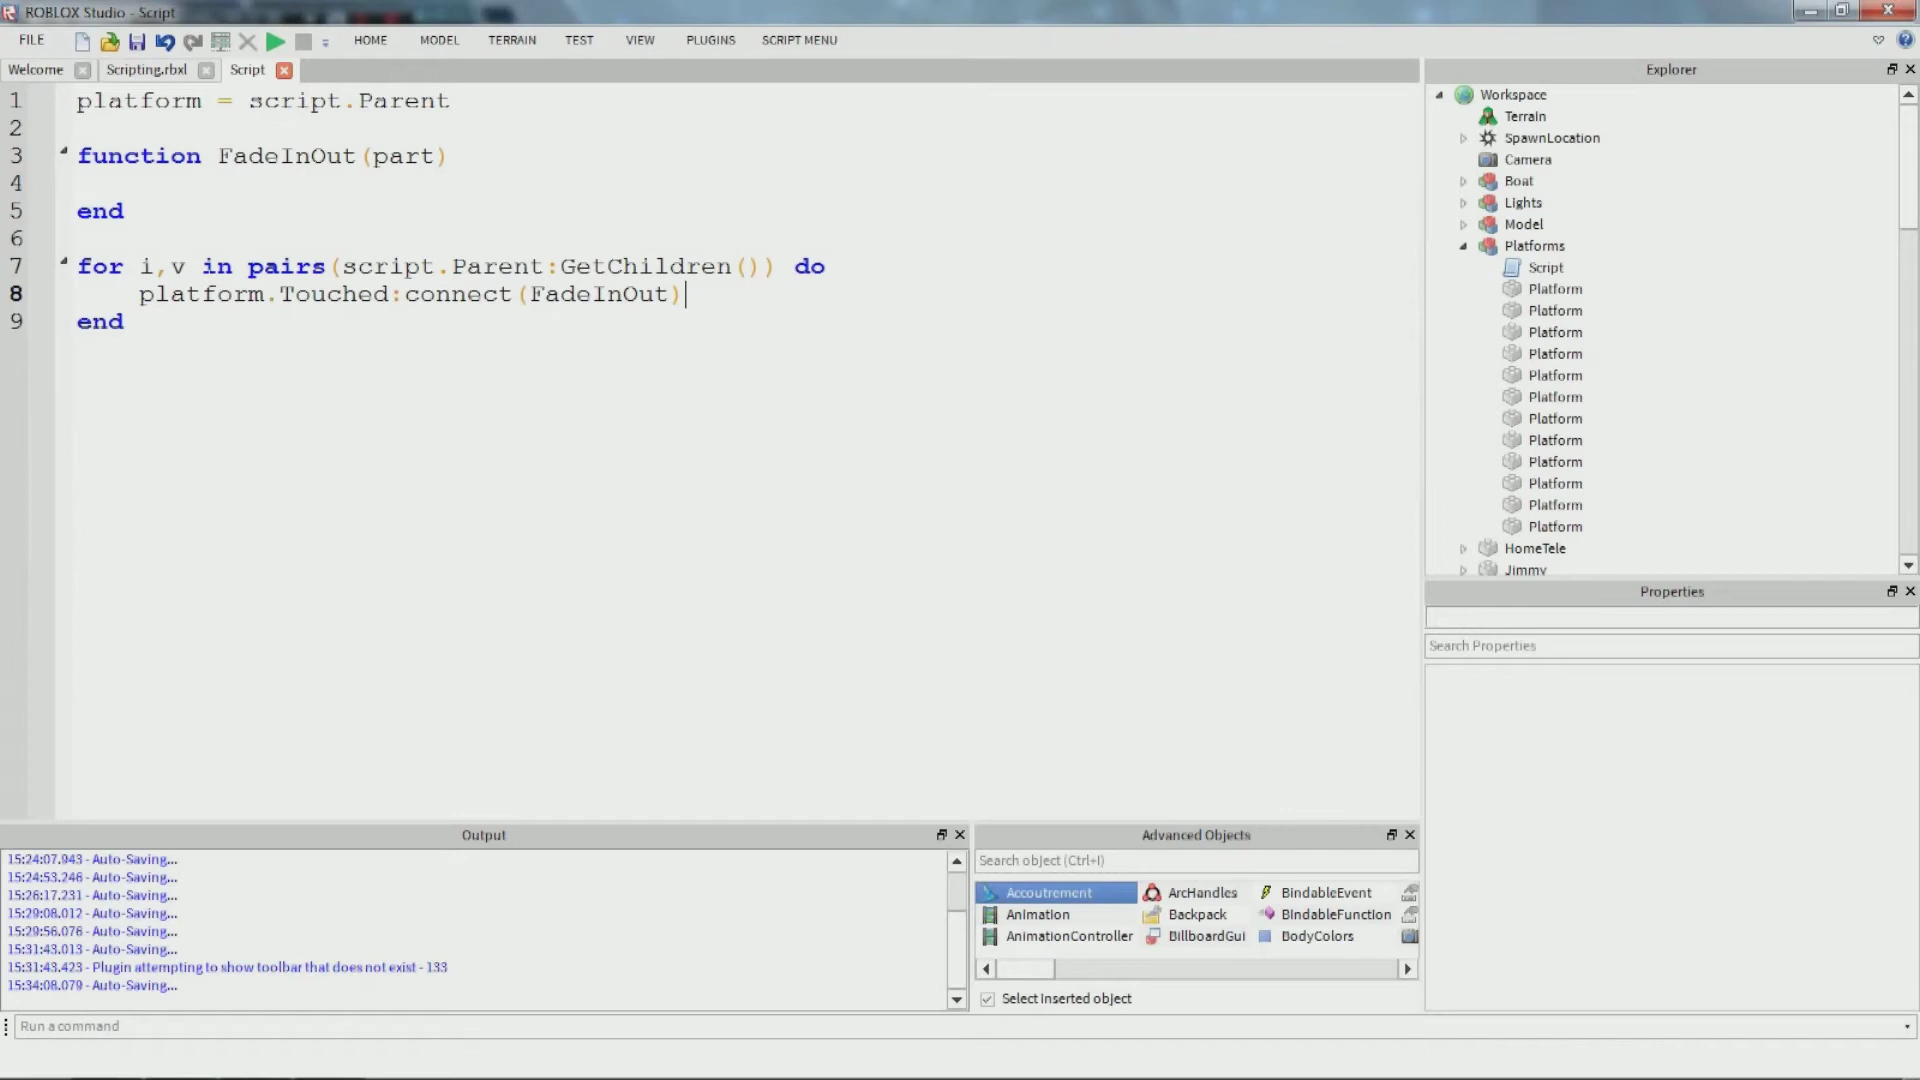 ROBLOX Studio - Script
FILE HOME MODEL TERRAIN TEST VIEW PLUGINS SCRIPT MENU
Welcome Scripting.rbxl Script
1 platform = script.Parent
2
3 function FadeInOut(part)
4
5 end
6
7 for i,v in pairs(script.Parent:GetChildren()) do
8 platform.Touched:connect(FadeInOut)
9 end
Explorer
Workspace
Terrain
SpawnLocation
Camera
Boat
Lights
Model
Platforms
Script
Platform
Platform
Platform
Platform
Platform
Platform
Platform
Platform
Platform
Platform
Platform
Platform
HomeTele
Jimmy
Properties
Search Properties
Output
15:24:07.943 - Auto-Saving...
15:24:53.246 - Auto-Saving...
15:26:17.231 - Auto-Saving...
15:29:08.012 - Auto-Saving...
15:29:56.076 - Auto-Saving...
15:31:43.013 - Auto-Saving...
15:31:43.423 - Plugin attempting to show toolbar that does not exist - 133
15:34:08.079 - Auto-Saving...
Advanced Objects
Search object (Ctrl+I)
Accoutrement ArcHandles BindableEvent
Animation Backpack BindableFunction
AnimationController BillboardGui BodyColors
Select inserted object
Run a command